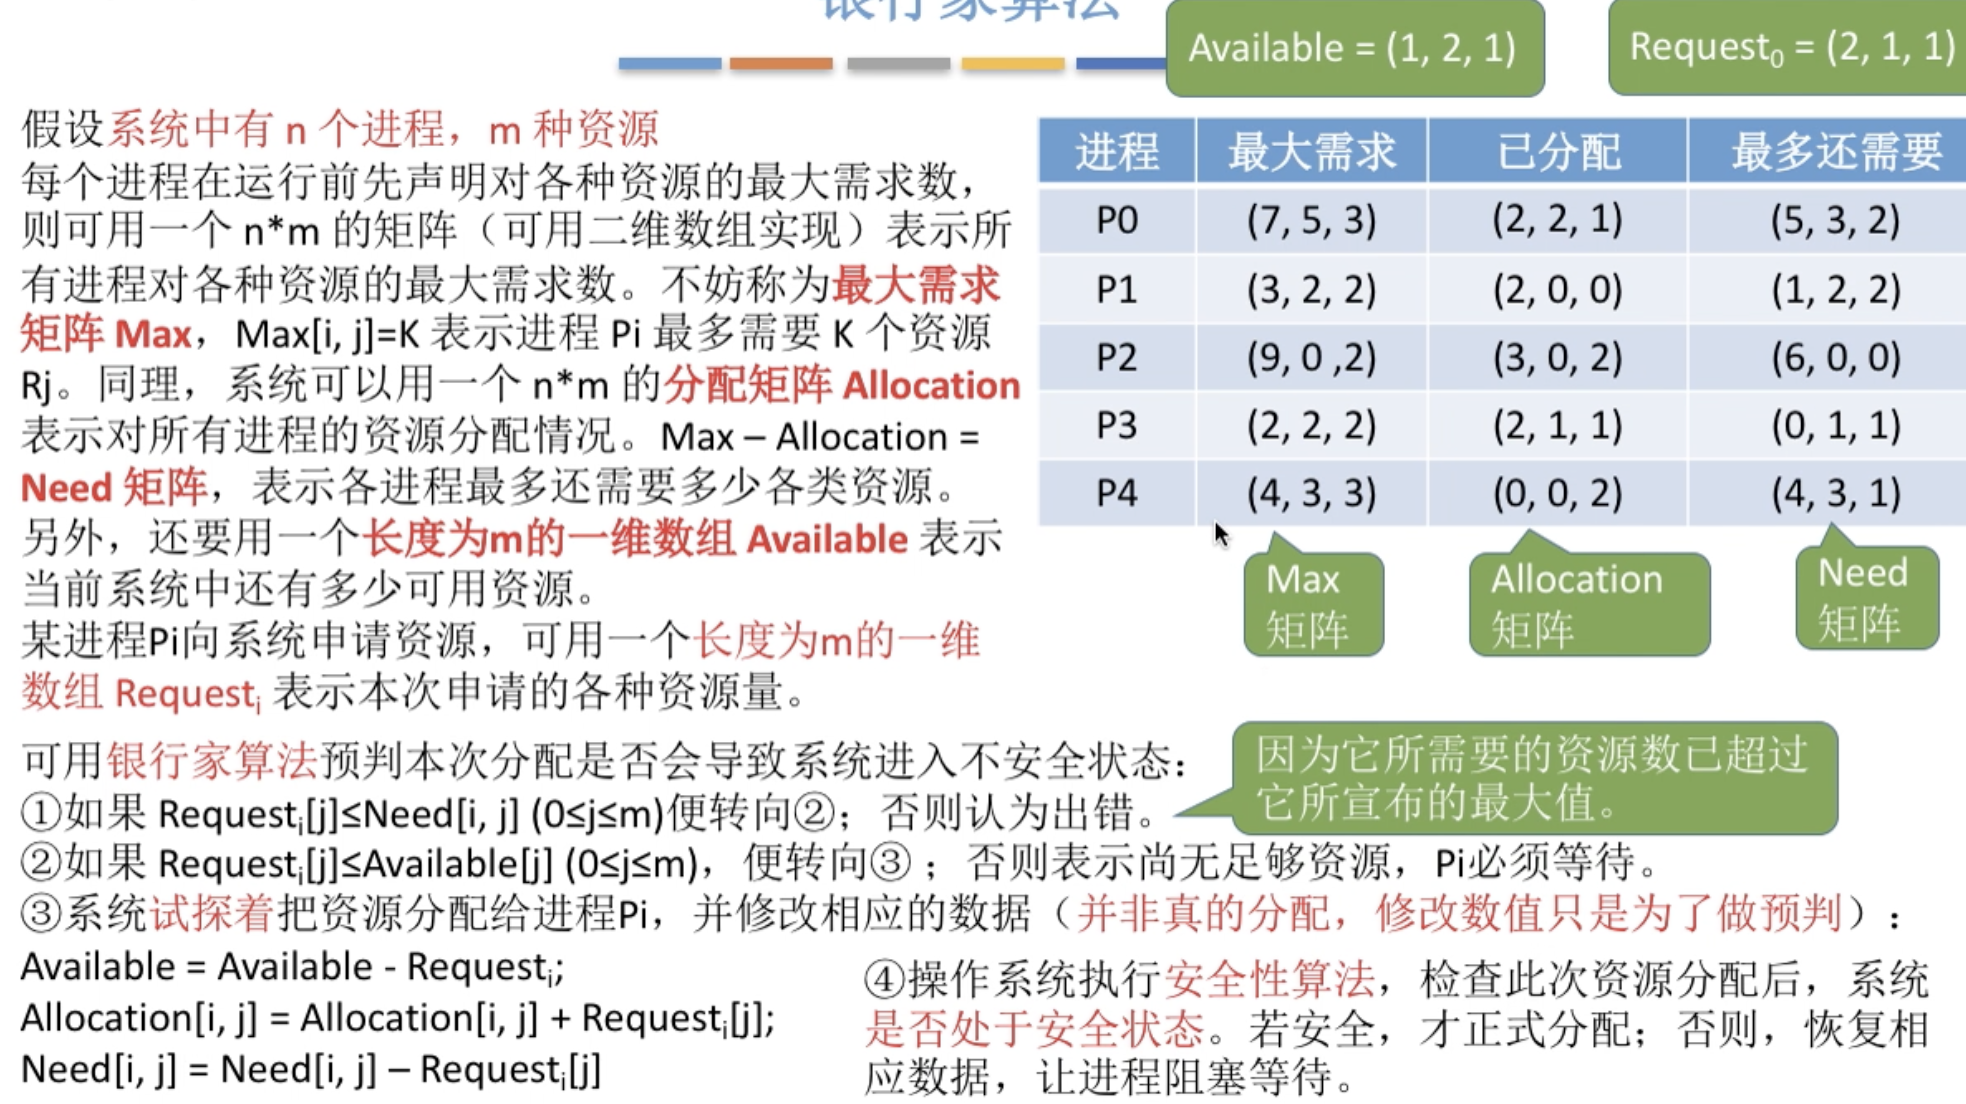 银行家算法
Available = (1, 2, 1)
Request0 = (2, 1, 1)
假设系统中有 n 个进程，m 种资源
每个进程在运行前先声明对各种资源的最大需求数，
则可用一个 n*m 的矩阵（可用二维数组实现）表示所
有进程对各种资源的最大需求数。不妨称为最大需求
矩阵 Max，Max[i, j]=K 表示进程 Pi 最多需要 K 个资源
Rj。同理，系统可以用一个 n*m 的分配矩阵 Allocation
表示对所有进程的资源分配情况。Max – Allocation =
Need 矩阵，表示各进程最多还需要多少各类资源。
另外，还要用一个长度为m的一维数组 Available 表示
当前系统中还有多少可用资源。
某进程Pi向系统申请资源，可用一个长度为m的一维
数组 Requesti 表示本次申请的各种资源量。
进程 最大需求 已分配 最多还需要
P0 (7, 5, 3) (2, 2, 1) (5, 3, 2)
P1 (3, 2, 2) (2, 0, 0) (1, 2, 2)
P2 (9, 0 ,2) (3, 0, 2) (6, 0, 0)
P3 (2, 2, 2) (2, 1, 1) (0, 1, 1)
P4 (4, 3, 3) (0, 0, 2) (4, 3, 1)
Max
矩阵
Allocation
矩阵
Need
矩阵
可用银行家算法预判本次分配是否会导致系统进入不安全状态：
①如果 Requesti[j]≤Need[i, j] (0≤j≤m)便转向②；否则认为出错。
因为它所需要的资源数已超过
它所宣布的最大值。
②如果 Requesti[j]≤Available[j] (0≤j≤m)，便转向③；否则表示尚无足够资源，Pi必须等待。
③系统试探着把资源分配给进程Pi，并修改相应的数据（并非真的分配，修改数值只是为了做预判）：
Available = Available - Requesti;
Allocation[i, j] = Allocation[i, j] + Requesti[j];
Need[i, j] = Need[i, j] – Requesti[j]
④操作系统执行安全性算法，检查此次资源分配后，系统
是否处于安全状态。若安全，才正式分配；否则，恢复相
应数据，让进程阻塞等待。